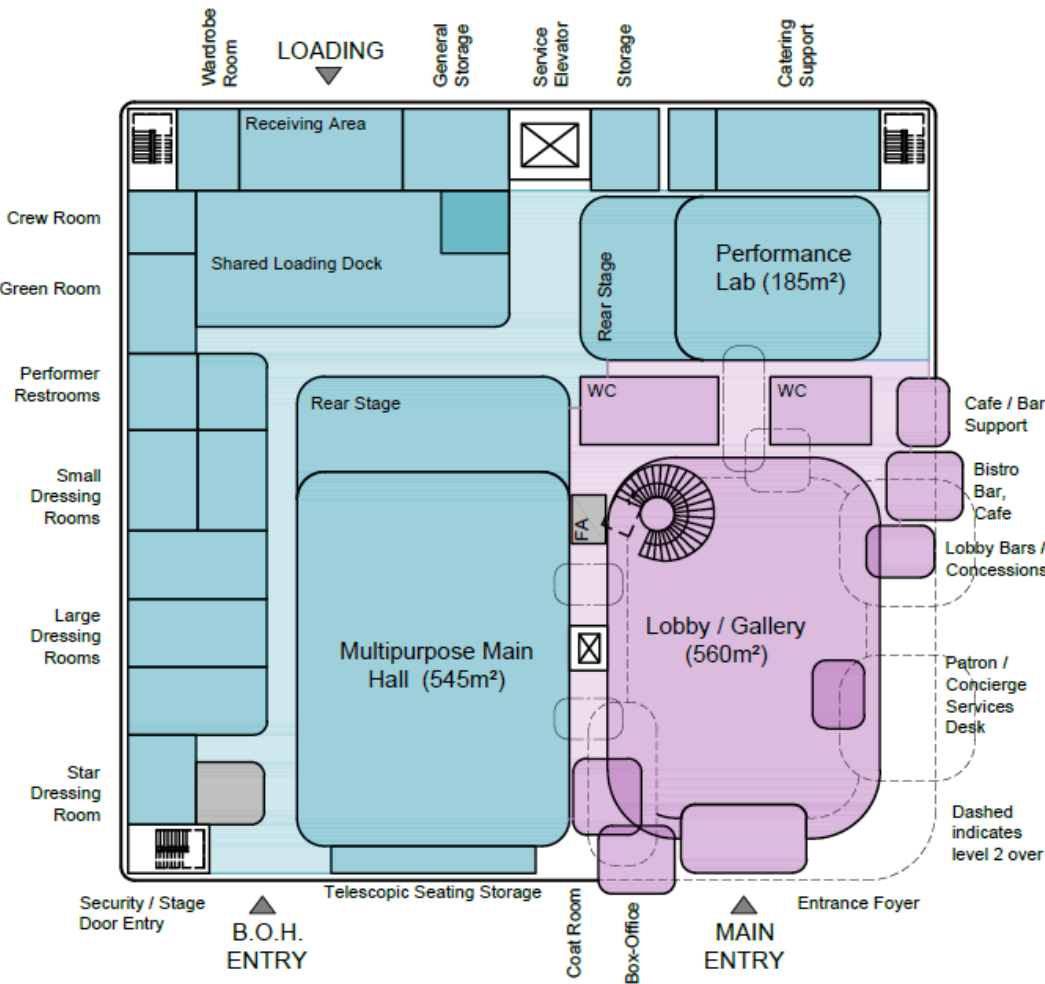 Wardrobe
Room
LOADING
General
Storage
Service
Elevator
Storage
Catering
Support
Receiving Area
Crew Room
Shared Loading Dock
Green Room
Rear Stage
Performance
Lab (185m²)
Performer
Restrooms
Rear Stage
WC
WC
Cafe / Bar
Support
Small
Dressing
Rooms
Bistro
Bar,
Cafe
FA
Lobby Bars /
Concessions
Large
Dressing
Rooms
Multipurpose Main
Hall (545m²)
Lobby / Gallery
(560m²)
Patron /
Concierge
Services
Desk
Star
Dressing
Room
Dashed
indicates
level 2 over
Security / Stage
Door Entry
B.O.H.
ENTRY
Telescopic Seating Storage
Coat Room
Box-Office
MAIN
ENTRY
Entrance Foyer